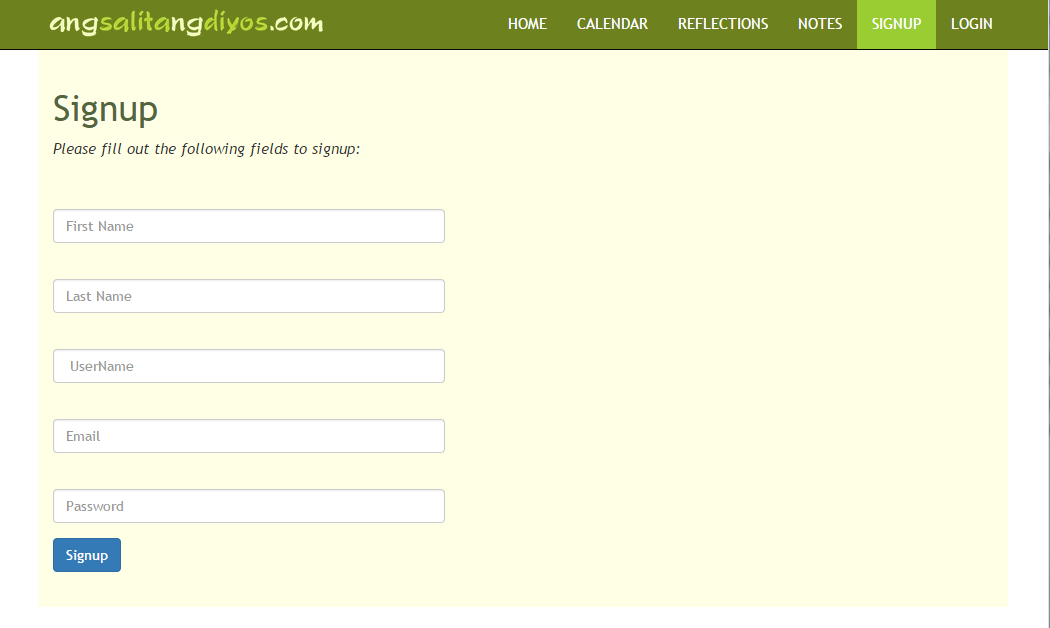 angsalitangdiyos.com
HOME CALENDAR REFLECTIONS NOTES SIGNUP LOGIN
Signup
Please fill out the following fields to signup:
First Name
Last Name
UserName
Email
Password
Signup